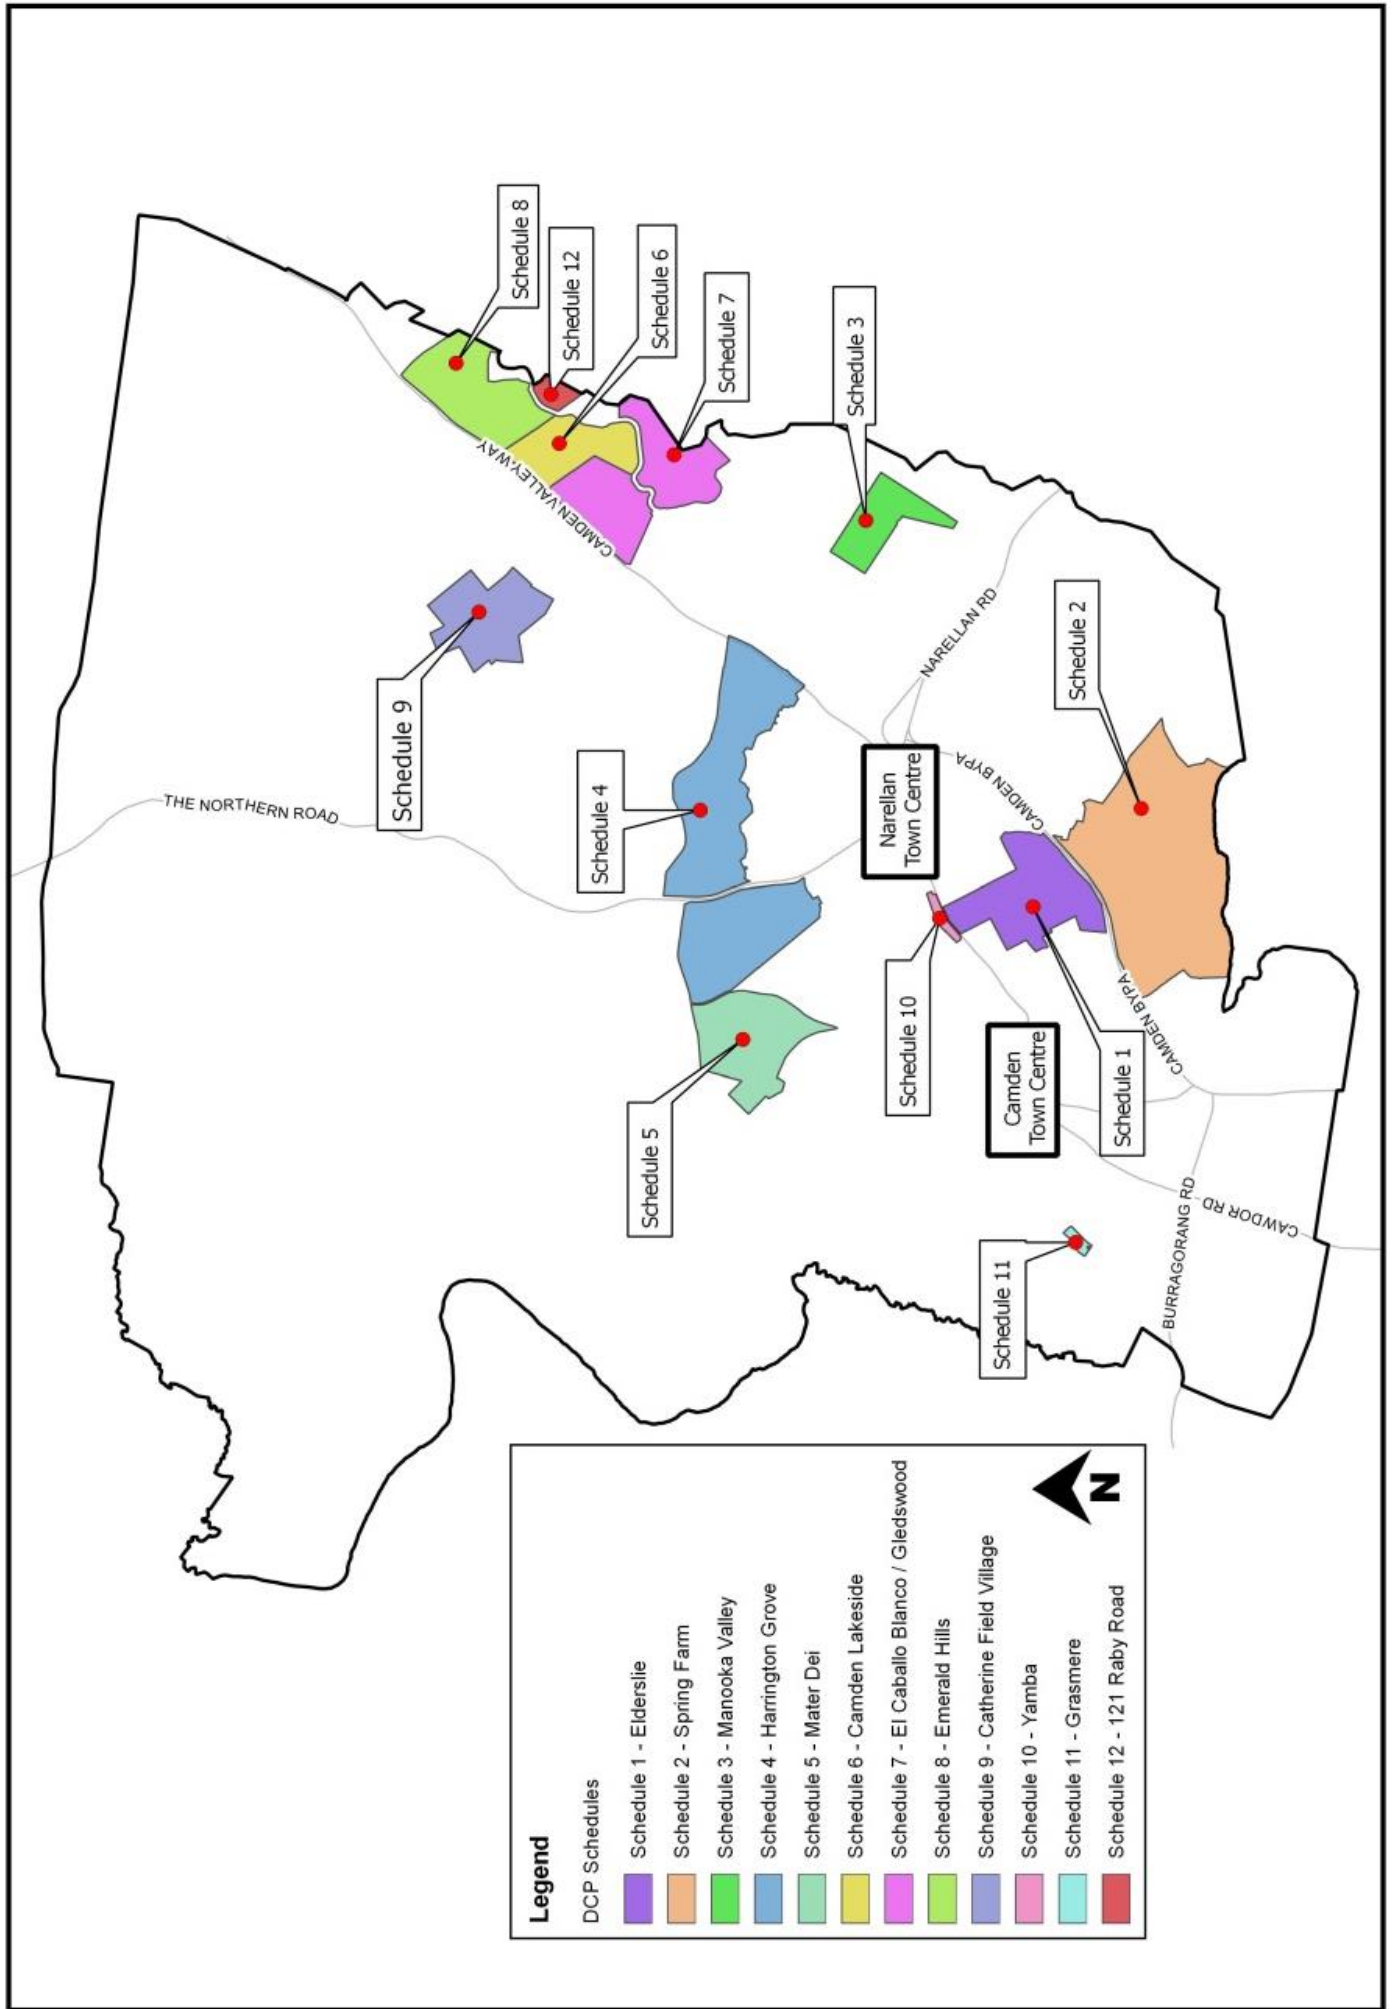 Schedule 8
Schedule 12
Schedule 6
Schedule 7
Schedule 3
Schedule 9
Schedule 4
Schedule 2
Schedule 5
Schedule 10
Schedule 1
Schedule 11
CAMDEN VALLEY WAY
THE NORTHERN ROAD
NARELLAN RD
Narellan
Town Centre
CAMDEN BYPA
CAMDEN BYPA
Camden
Town Centre
BURRAGORANG RD
CAWDOR RD
Legend
DCP Schedules
Schedule 1 - Elderslie
Schedule 2 - Spring Farm
Schedule 3 - Manooka Valley
Schedule 4 - Harrington Grove
Schedule 5 - Mater Dei
Schedule 6 - Camden Lakeside
Schedule 7 - El Caballo Blanco / Gledswood
Schedule 8 - Emerald Hills
Schedule 9 - Catherine Field Village
Schedule 10 - Yamba
Schedule 11 - Grasmere
Schedule 12 - 121 Raby Road
N